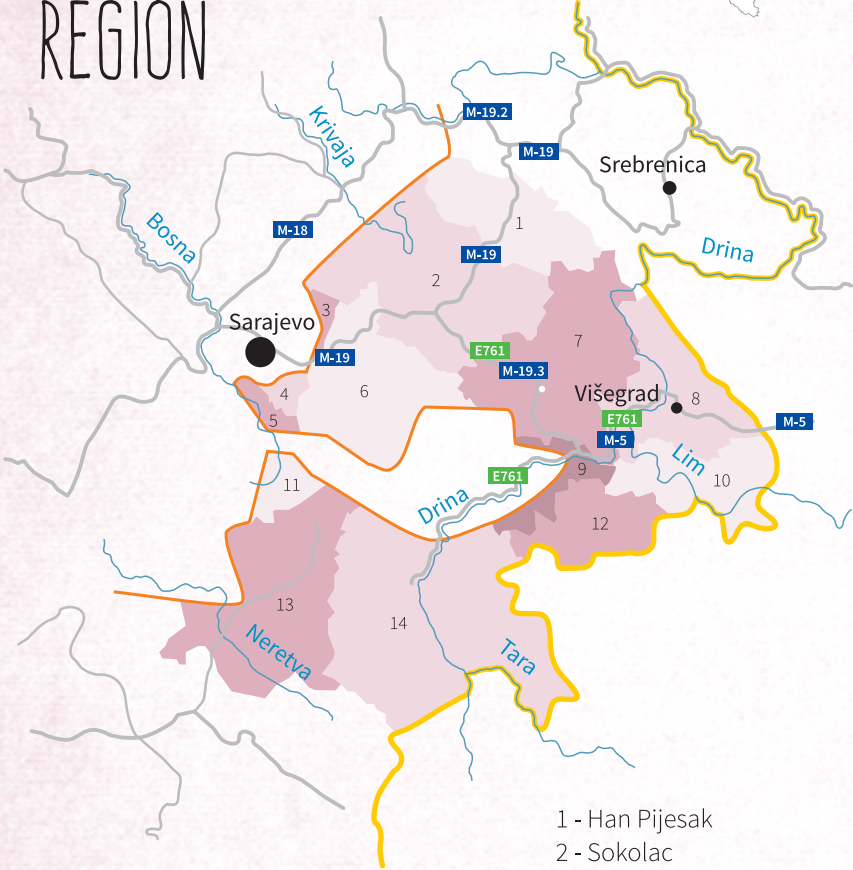 REGION
Krivaja
M-19.2
M-19
Srebrenica
Bosna
M-18
1
M-19
Drina
2
3
7
Sarajevo
E761
M-19
M-19.3
4
6
Višegrad
8
5
E761
M-5
M-5
Lim
9
E761
10
11
Drina
12
13
14
Neretva
Tara
1 - Han Pijesak
2 - Sokolac